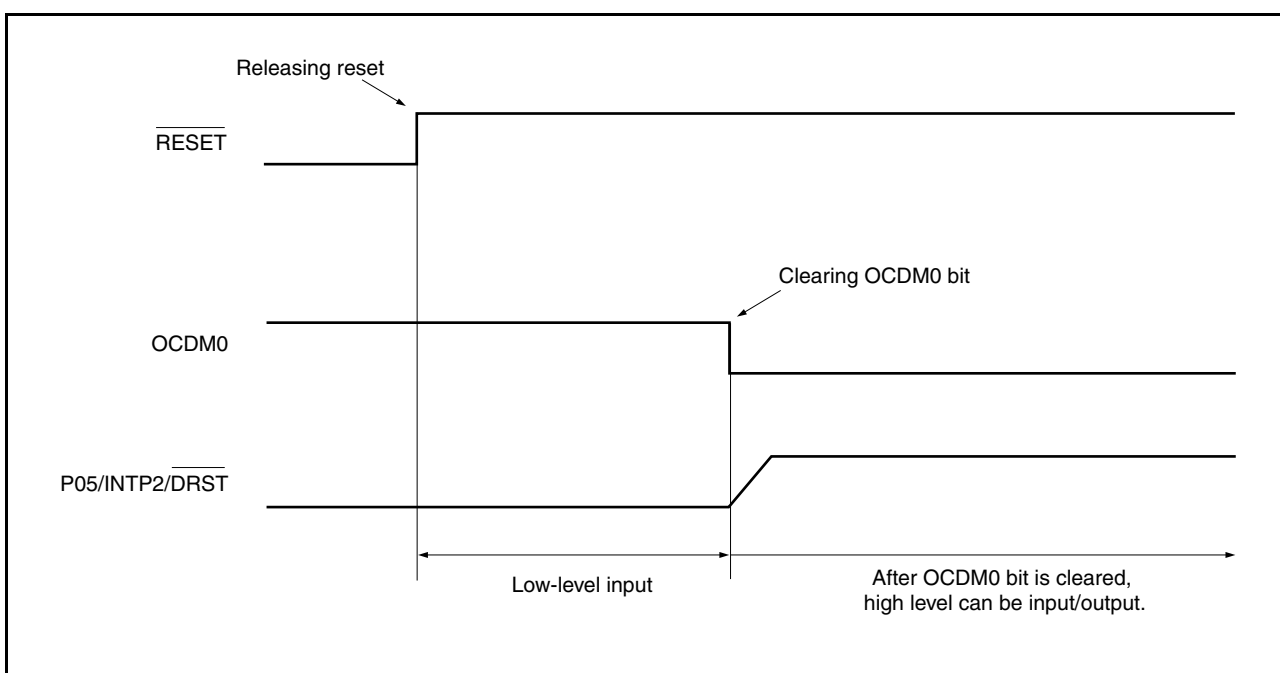 Releasing reset
RESET
Clearing OCDM0 bit
OCDM0
P05/INTP2/DRST
Low-level input
After OCDM0 bit is cleared,
high level can be input/output.